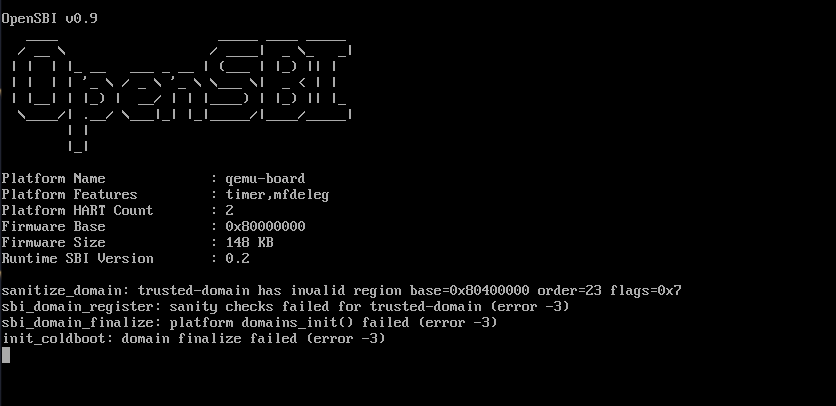 OpenSBI v0.9
OpenSBI
Platform Name : qemu-board
Platform Features : timer,mfdeleg
Platform HART Count : 2
Firmware Base : 0x80000000
Firmware Size : 148 KB
Runtime SBI Version : 0.2
sanitize_domain: trusted-domain has invalid region base=0x80400000 order=23 flags=0x7
sbi_domain_register: sanity checks failed for trusted-domain (error -3)
sbi_domain_finalize: platform domains_init() failed (error -3)
init_coldboot: domain finalize failed (error -3)